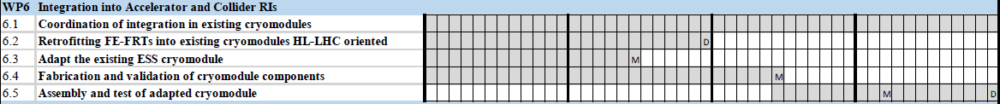 WP6 Integration into Accelerator and Collider RIs
6.1 Coordination of integration in existing cryomodules
6.2 Retrofitting FE-FRTs into existing cryomodules HL-LHC oriented D
6.3 Adapt the existing ESS cryomodule M
6.4 Fabrication and validation of cryomodule components M
6.5 Assembly and test of adapted cryomodule M D